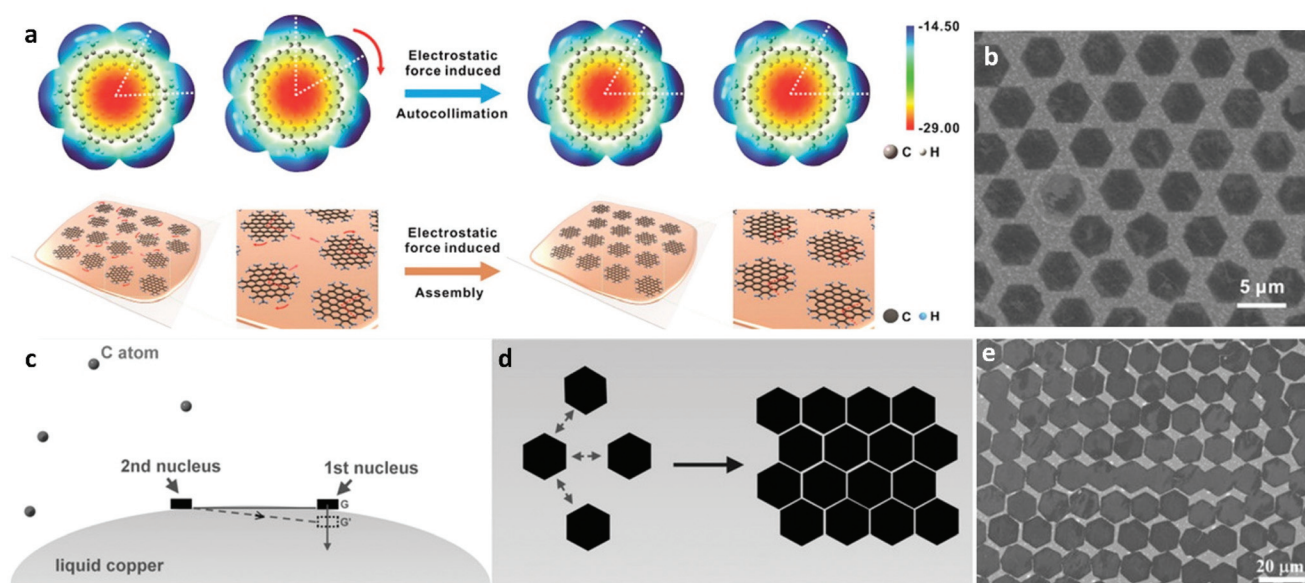 a
Electrostatic
force induced
Autocollimation
-14.50
-29.00
C H
Electrostatic
force induced
Assembly
C H
b
5 μm
c
C atom
2nd nucleus
1st nucleus
G
G'
liquid copper
d
e
20 μm